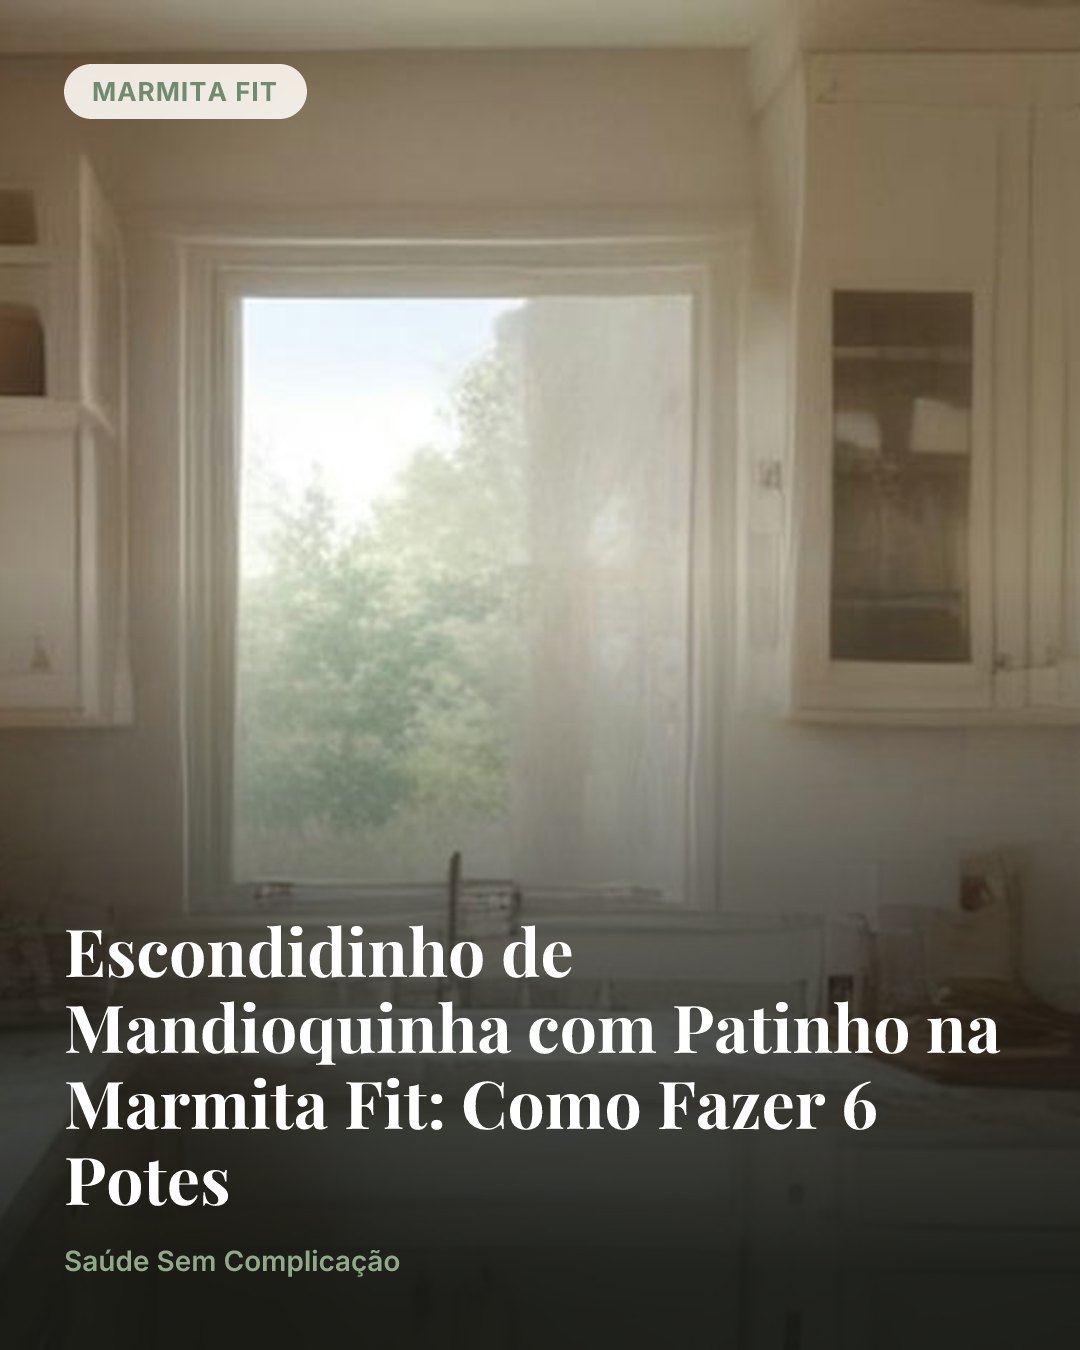 MARMITA FIT
Escondidinho de
Mandioquinha com Patinho na
Marmita Fit: Como Fazer 6
Potes
Saúde Sem Complicação